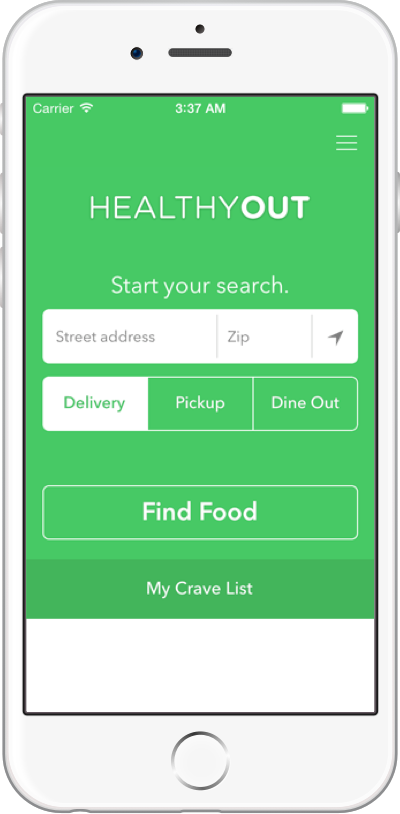 Carrier 3:37 AM
HEALTHYOUT
Start your search.
Street address Zip
Delivery Pickup Dine Out
Find Food
My Crave List